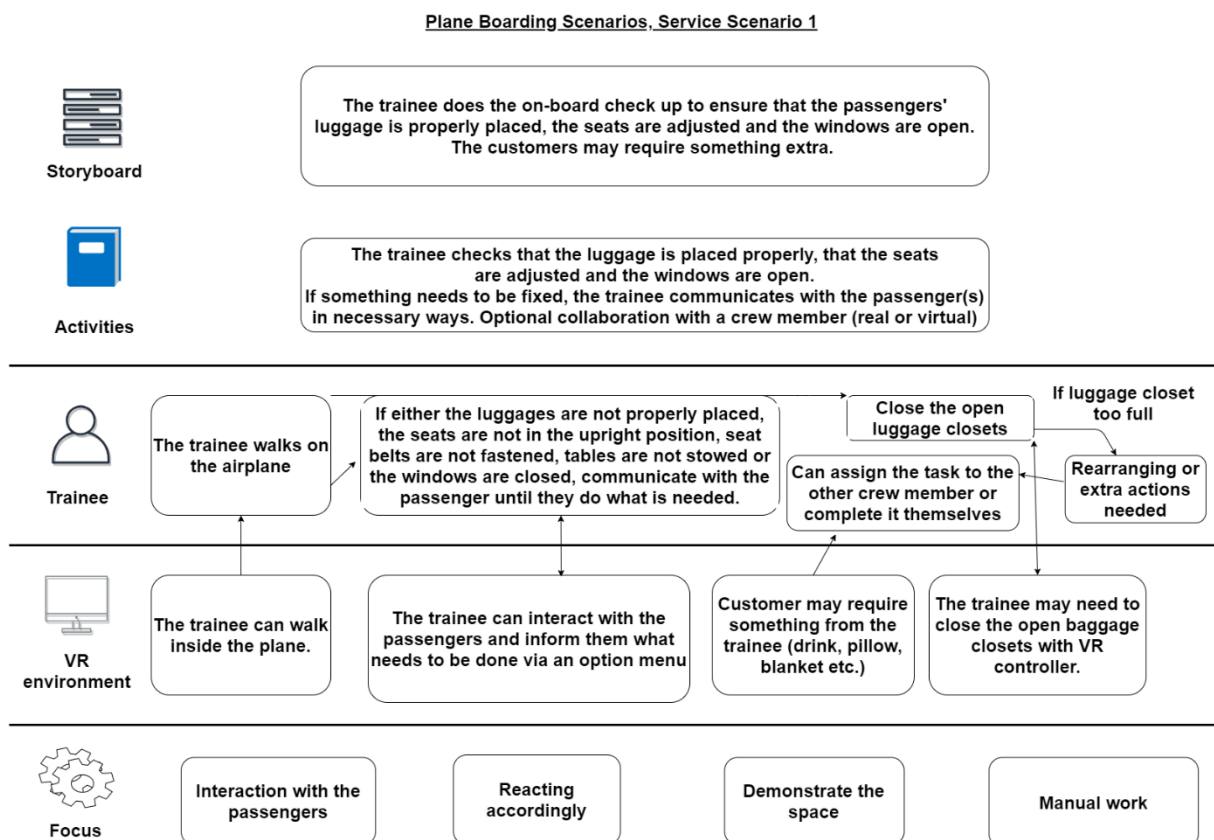 Plane Boarding Scenarios, Service Scenario 1
The trainee does the on-board check up to ensure that the passengers'
luggage is properly placed, the seats are adjusted and the windows are open.
The customers may require something extra.
Storyboard
The trainee checks that the luggage is placed properly, that the seats
are adjusted and the windows are open.
If something needs to be fixed, the trainee communicates with the passenger(s)
in necessary ways. Optional collaboration with a crew member (real or virtual)
Activities
Trainee
The trainee walks on
the airplane
If either the luggages are not properly placed,
the seats are not in the upright position, seat
belts are not fastened, tables are not stowed or
the windows are closed, communicate with the
passenger until they do what is needed.
Close the open
luggage closets
If luggage closet
too full
Can assign the task to the
other crew member or
complete it themselves
Rearranging or
extra actions
needed
VR
environment
The trainee can walk
inside the plane.
The trainee can interact with the
passengers and inform them what
needs to be done via an option menu
Customer may require
something from the
trainee (drink, pillow,
blanket etc.)
The trainee may need to
close the open baggage
closets with VR
controller.
Focus
Interaction with the
passengers
Reacting
accordingly
Demonstrate the
space
Manual work